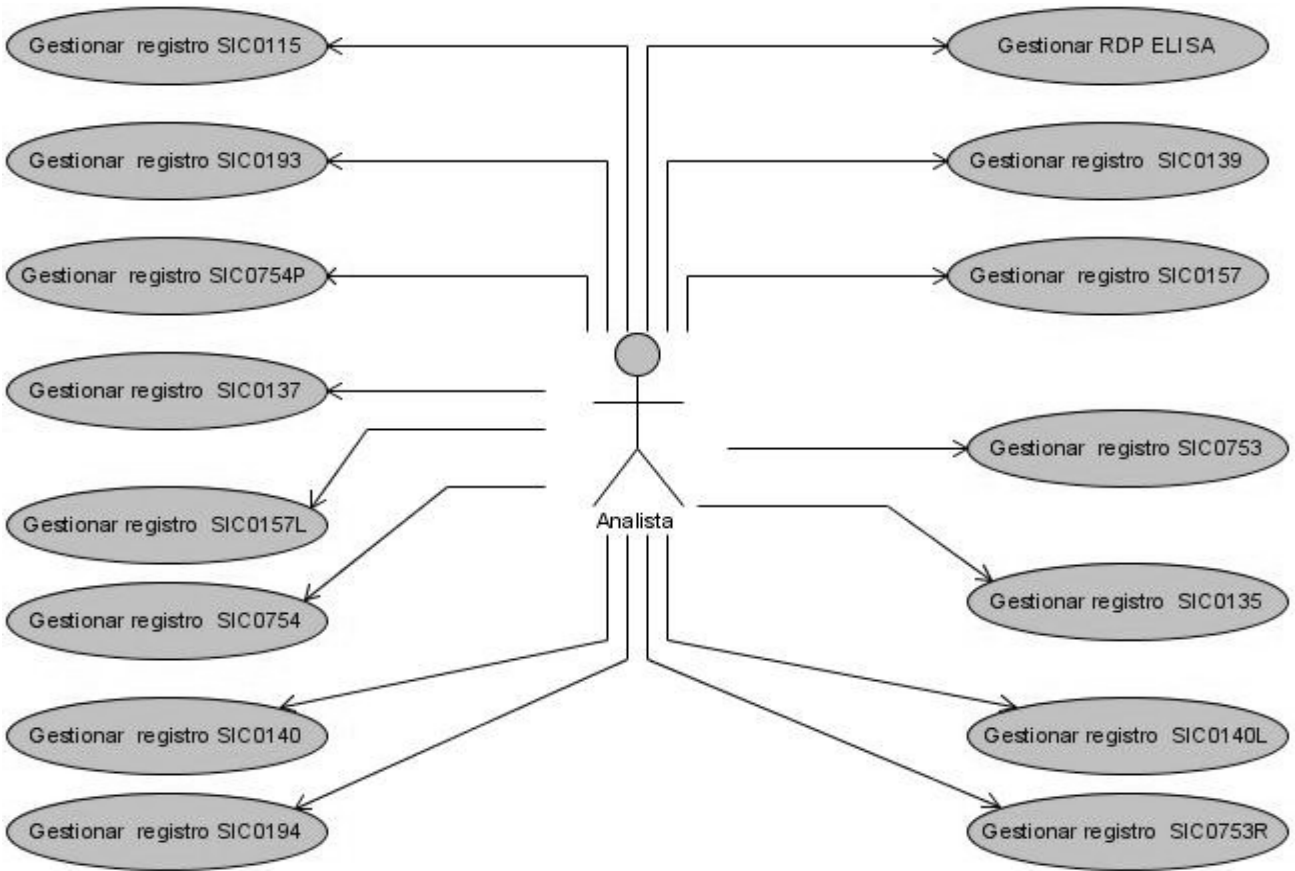 Gestionar registro SIC0115
Gestionar RDP ELISA
Gestionar registro SIC0193
Gestionar registro SIC0139
Gestionar registro SIC0754P
Gestionar registro SIC0157
Gestionar registro SIC0137
Gestionar registro SIC0753
Gestionar registro SIC0157L
Analista
Gestionar registro SIC0754
Gestionar registro SIC0135
Gestionar registro SIC0140
Gestionar registro SIC0140L
Gestionar registro SIC0194
Gestionar registro SIC0753R